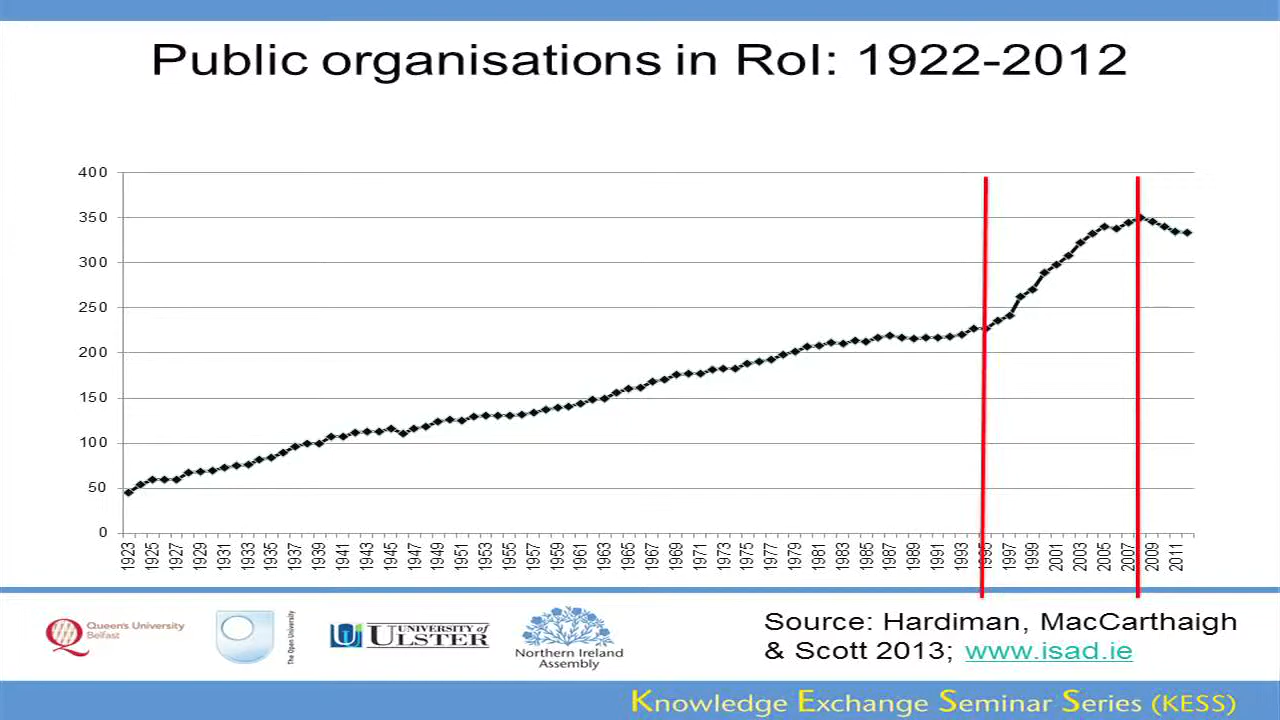 Public organisations in RoI: 1922-2012
400
350
300
250
200
150
100
50
0
1923 1925 1927 1929 1931 1933 1935 1937 1939 1941 1943 1945 1947 1949 1951 1953 1955 1957 1959 1961 1963 1965 1967 1969 1971 1973 1975 1977 1979 1981 1983 1985 1987 1989 1991 1993 1995 1997 1999 2001 2003 2005 2007 2009 2011
Queen's University
Belfast
The Open University
UNIVERSITY of
ULSTER
Northern Ireland
Assembly
Source: Hardiman, MacCarthaigh
& Scott 2013; www.isad.ie
Knowledge Exchange Seminar Series (KESS)